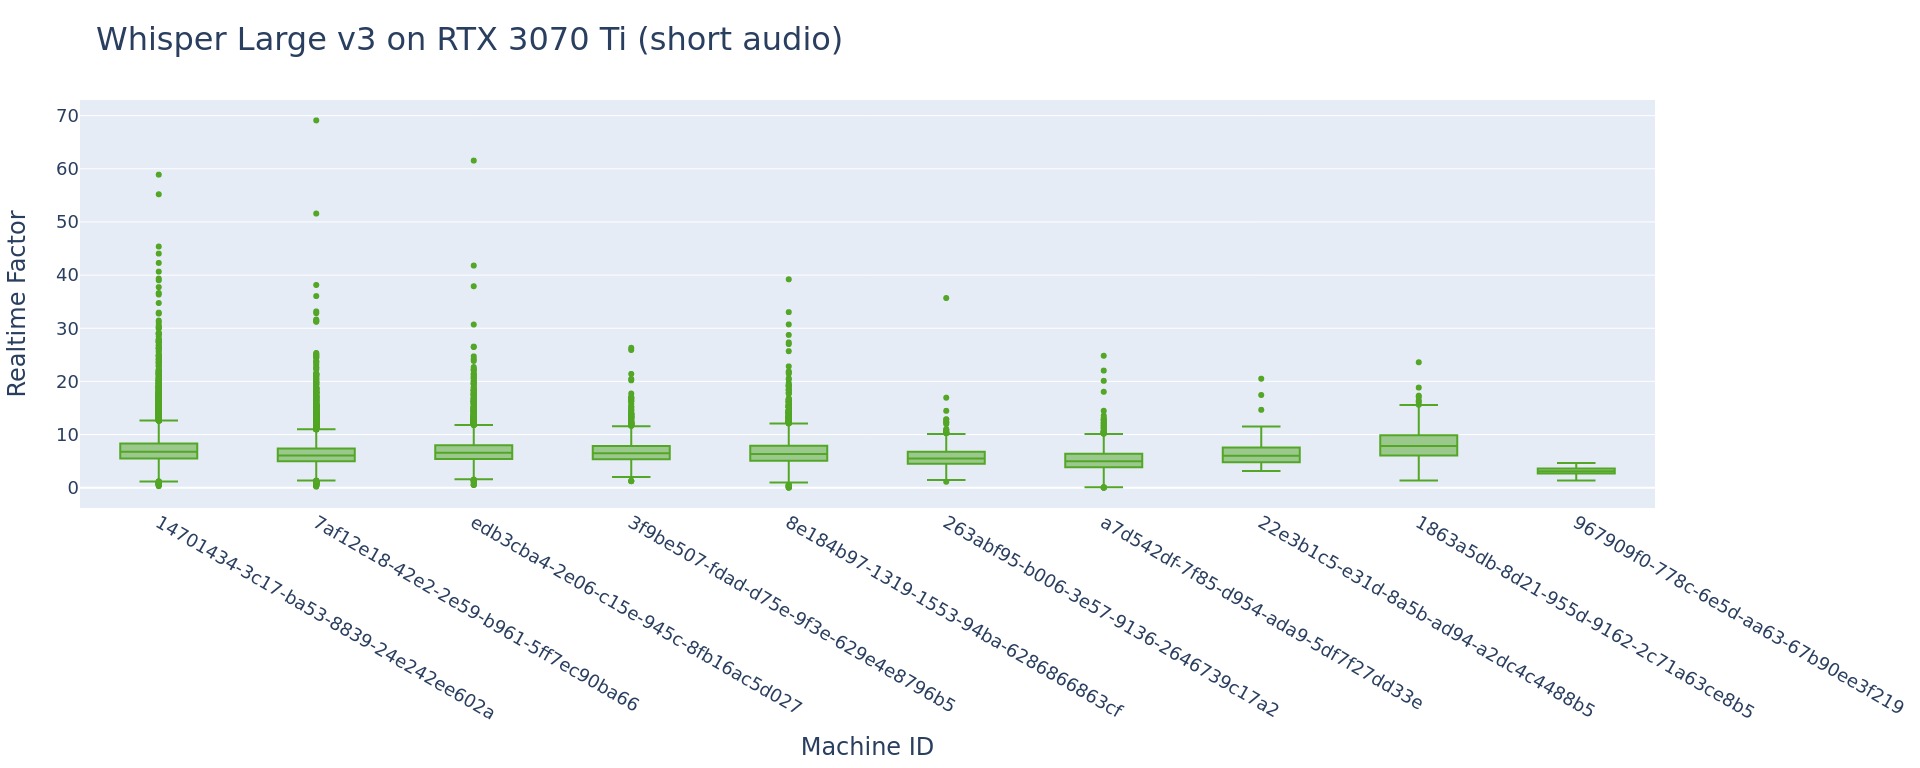 Whisper Large v3 on RTX 3070 Ti (short audio)
Realtime Factor
70
60
50
40
30
20
10
0
14701434-3c17-ba53-8839-24e242ee602a
7af12e18-42e2-2e59-b961-5ff7ec90ba66
edb3cba4-2e06-c15e-945c-8fb16ac5d027
3f9be507-fdad-d75e-9f3e-629e4e8796b5
8e184b97-1319-1553-94ba-6286866863cf
263abf95-b006-3e57-9136-2646739c17a2
a7d542df-7f85-d954-ada9-5df7f27dd33e
22e3b1c5-e31d-8a5b-ad94-a2dc4c4488b5
1863a5db-8d21-955d-9162-2c71a63ce8b5
967909f0-778c-6e5d-aa63-67b90ee3f219
Machine ID